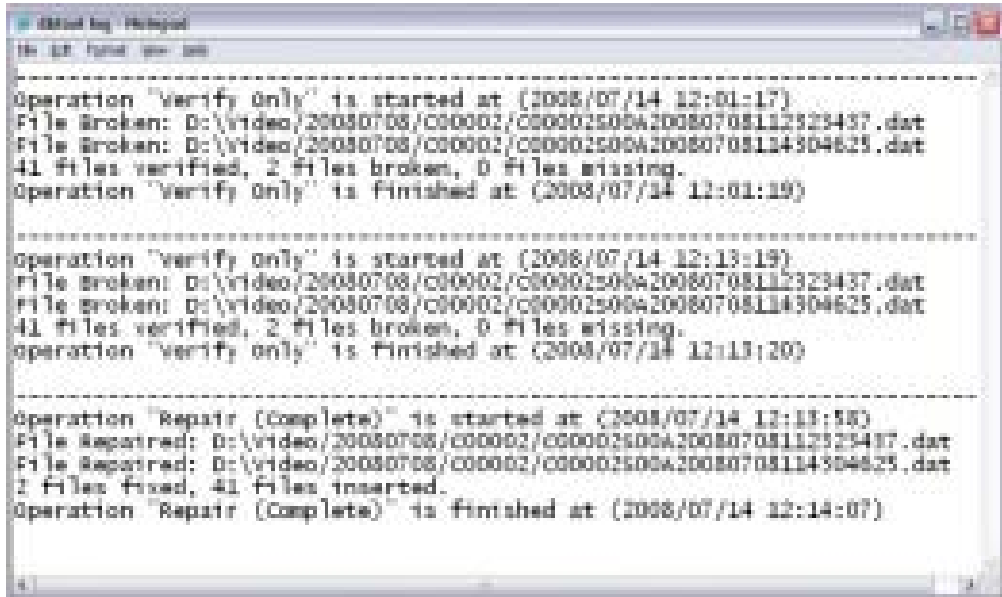 Notepad
--------------------------------------------------------------------------------
Operation "Verify Only" is started at (2008/07/14 12:01:17)
File Broken: D:\Video/20080708/C00002/C00002S00A20080708112323437.dat
File Broken: D:\Video/20080708/C00002/C00002S00A20080708114304625.dat
41 files verified, 2 files broken, 0 files missing.
Operation "Verify Only" is finished at (2008/07/14 12:01:19)
--------------------------------------------------------------------------------
Operation "Verify Only" is started at (2008/07/14 12:13:19)
File Broken: D:\Video/20080708/C00002/C00002S00A20080708112323437.dat
File Broken: D:\Video/20080708/C00002/C00002S00A20080708114304625.dat
41 files verified, 2 files broken, 0 files missing.
Operation "Verify Only" is finished at (2008/07/14 12:13:20)
--------------------------------------------------------------------------------
Operation "Repair (Complete)" is started at (2008/07/14 12:13:58)
File Repaired: D:\Video/20080708/C00002/C00002S00A20080708112323437.dat
File Repaired: D:\Video/20080708/C00002/C00002S00A20080708114304625.dat
2 files fixed, 41 files inserted.
Operation "Repair (Complete)" is finished at (2008/07/14 12:14:07)